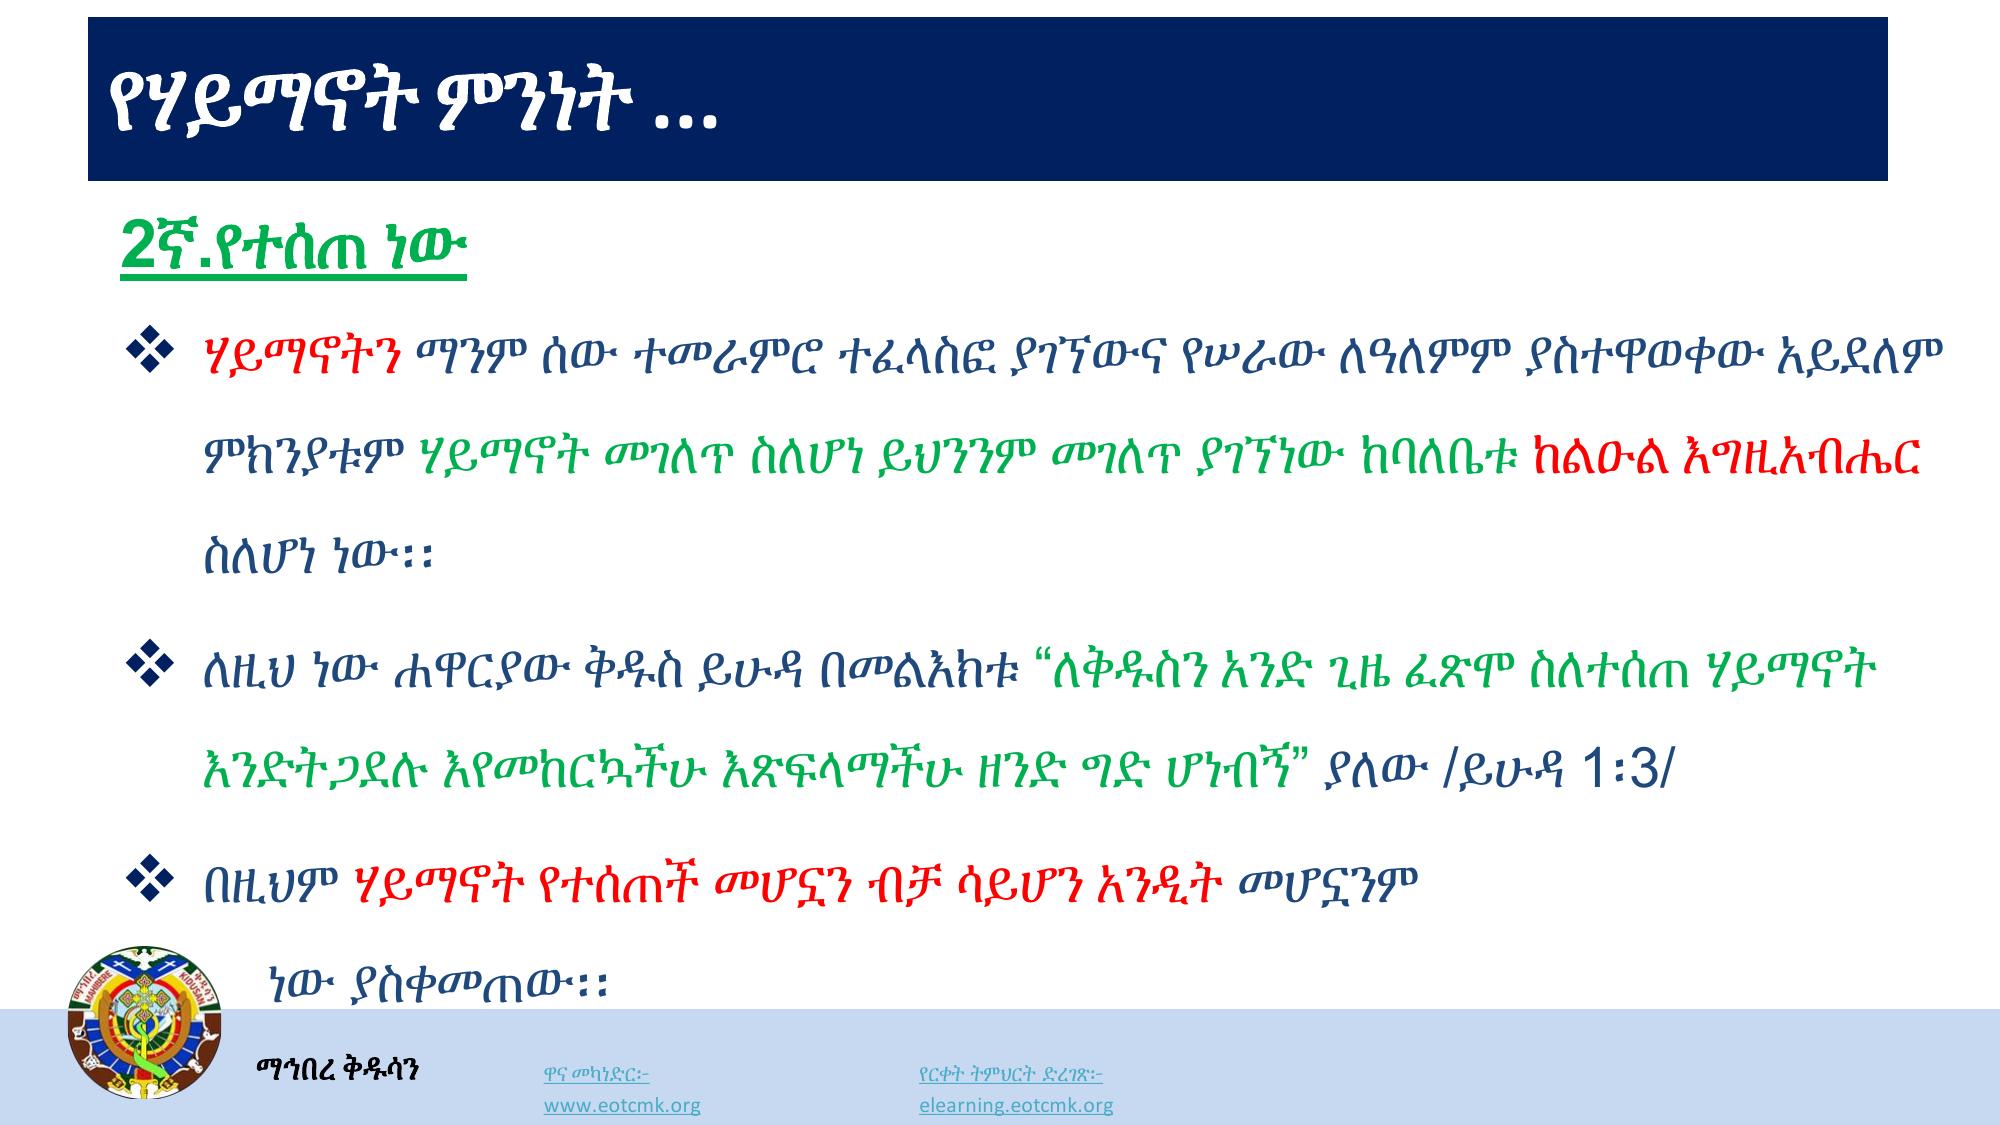 የሃይማኖት ምንነት ...
2ኛ.የተሰጠ ነው
❖ ሃይማኖትን ማንም ሰው ተመራምሮ ተፈላስፎ ያገኘውና የሠራው ለዓለምም ያስተዋወቀው አይደለም
ምክንያቱም ሃይማኖት መገለጥ ስለሆነ ይህንንም መገለጥ ያገኘነው ከባለቤቱ ከልዑል እግዚአብሔር
ስለሆነ ነው፡፡
❖ ለዚህ ነው ሐዋርያው ቅዱስ ይሁዳ በመልእክቱ “ለቅዱስን አንድ ጊዜ ፈጽሞ ስለተሰጠ ሃይማኖት
እንድትጋደሉ እየመከርኳችሁ እጽፍላማችሁ ዘንድ ግድ ሆነብኝ” ያለው /ይሁዳ 1፡3/
❖ በዚህም ሃይማኖት የተሰጠች መሆኗን ብቻ ሳይሆን አንዲት መሆኗንም
ነው ያስቀመጠው፡፡
ማኅበረ ቅዱሳን
MAHIBERE KIDUSAN
ማኅበረ ቅዱሳን
ዋና መካነድር፡- የርቀት ትምህርት ድረገጽ፡-
www.eotcmk.org elearning.eotcmk.org